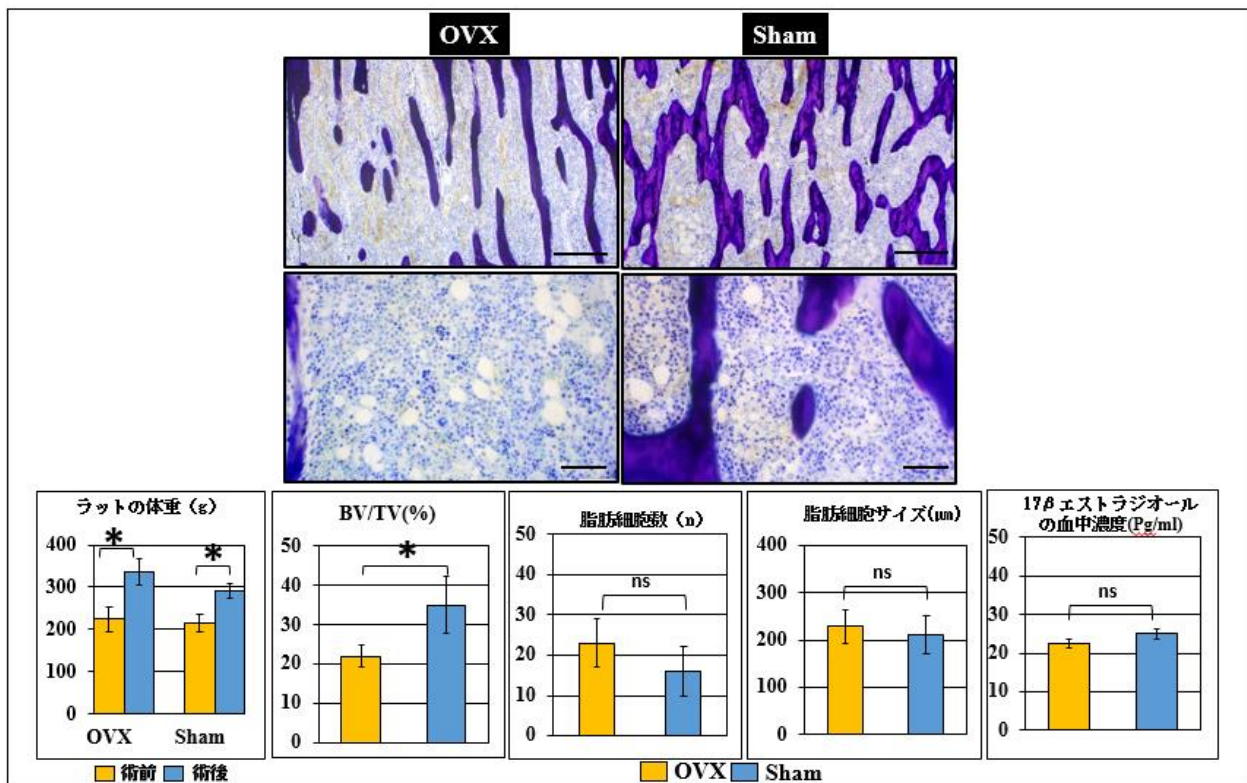 OVX
Sham
ラットの体重(g)
*
*
400
300
200
100
0
OVX
Sham
術前
術後
BV/TV(%)
*
50
40
30
20
10
0
脂肪細胞数(n)
ns
50
40
30
20
10
0
脂肪細胞サイズ(μm)
ns
400
300
200
100
0
17βエストラジオール
の血中濃度(Pg/ml)
ns
50
40
30
20
10
0
OVX
Sham